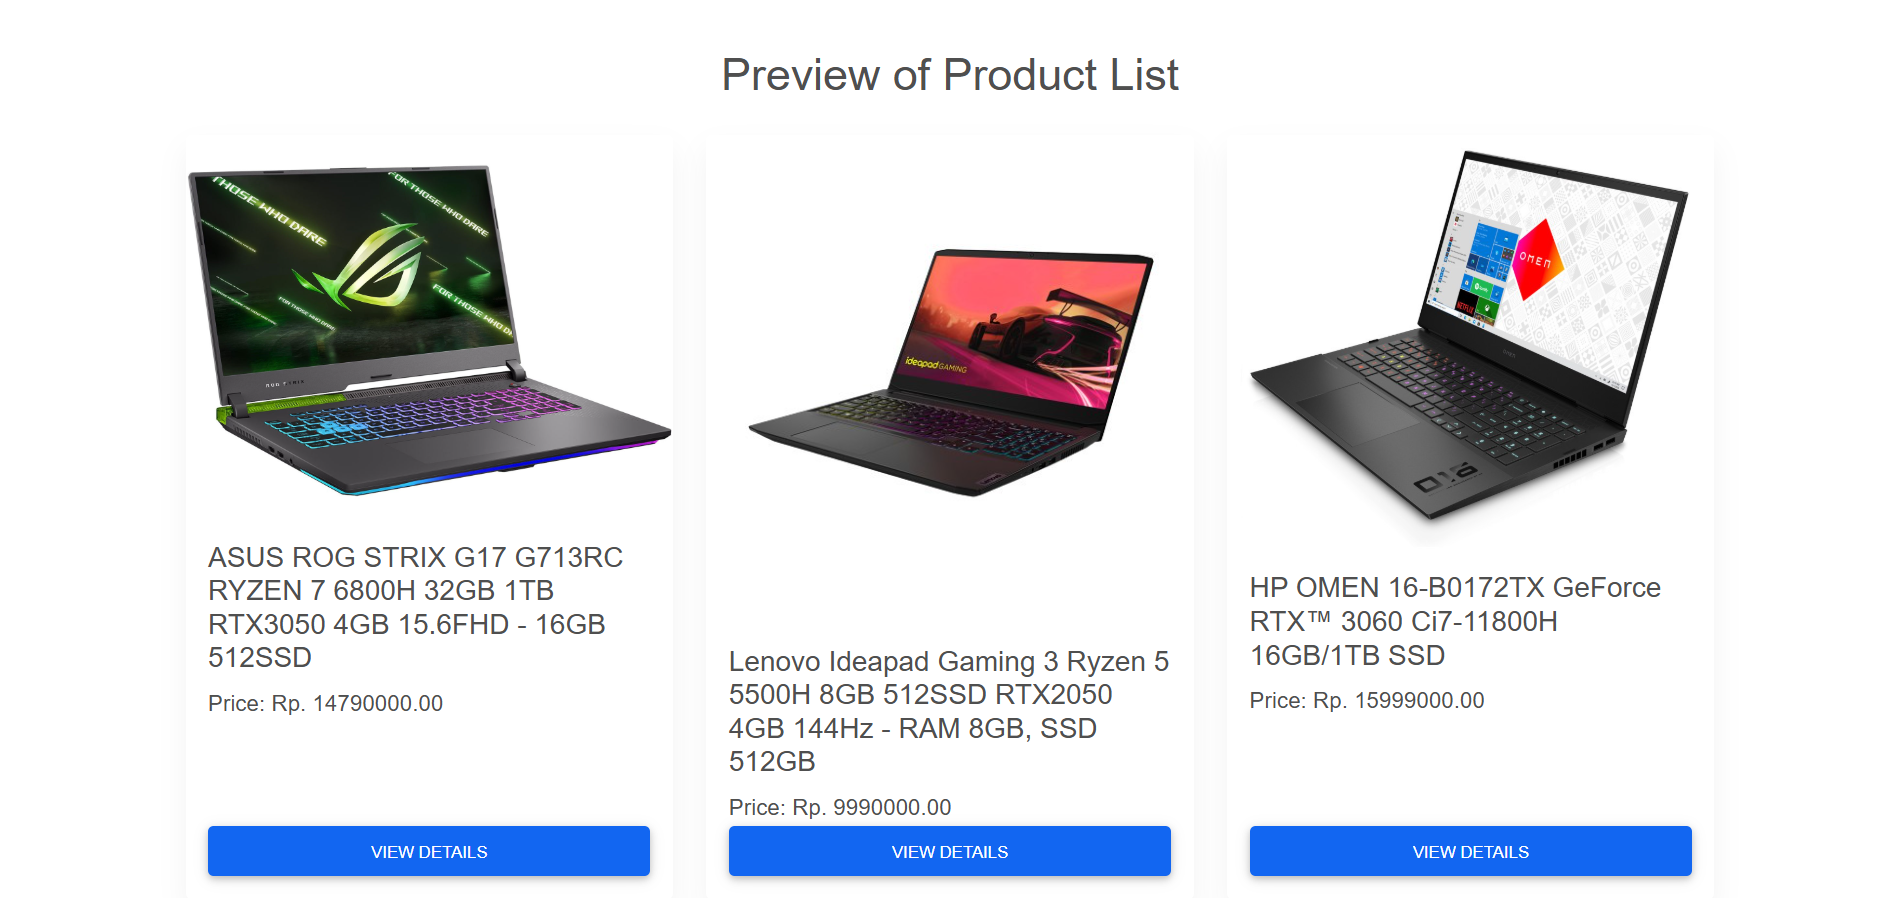 Preview of Product List
THOSE WHO DARE
FOR THOSE WHO DARE
FOR THOSE WHO DARE
FOR THOSE WHO DARE
ideapad GAMING
OMEN
ASUS ROG STRIX G17 G713RC
RYZEN 7 6800H 32GB 1TB
RTX3050 4GB 15.6FHD - 16GB
512SSD
Price: Rp. 14790000.00
VIEW DETAILS
Lenovo Ideapad Gaming 3 Ryzen 5
5500H 8GB 512SSD RTX2050
4GB 144Hz - RAM 8GB, SSD
512GB
Price: Rp. 9990000.00
VIEW DETAILS
HP OMEN 16-B0172TX GeForce
RTX™ 3060 Ci7-11800H
16GB/1TB SSD
Price: Rp. 15999000.00
VIEW DETAILS